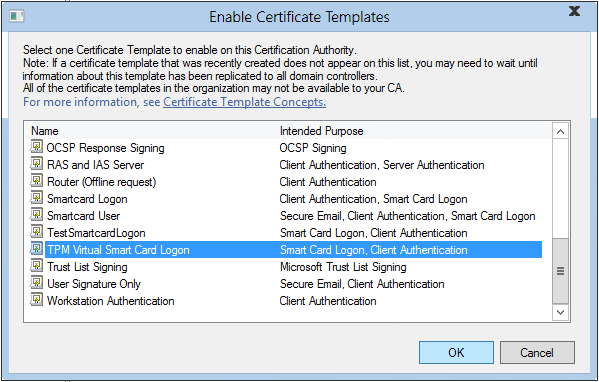 Enable Certificate Templates
Select one Certificate Template to enable on this Certification Authority.
Note: If a certificate template that was recently created does not appear on this list, you may need to wait until
information about this template has been replicated to all domain controllers.
All of the certificate templates in the organization may not be available to your CA.
For more information, see Certificate Template Concepts.
Name Intended Purpose
OCSP Response Signing OCSP Signing
RAS and IAS Server Client Authentication, Server Authentication
Router (Offline request) Client Authentication
Smartcard Logon Client Authentication, Smart Card Logon
Smartcard User Secure Email, Client Authentication, Smart Card Logon
TestSmartcardLogon Smart Card Logon, Client Authentication
TPM Virtual Smart Card Logon Smart Card Logon, Client Authentication
Trust List Signing Microsoft Trust List Signing
User Signature Only Secure Email, Client Authentication
Workstation Authentication Client Authentication
OK Cancel